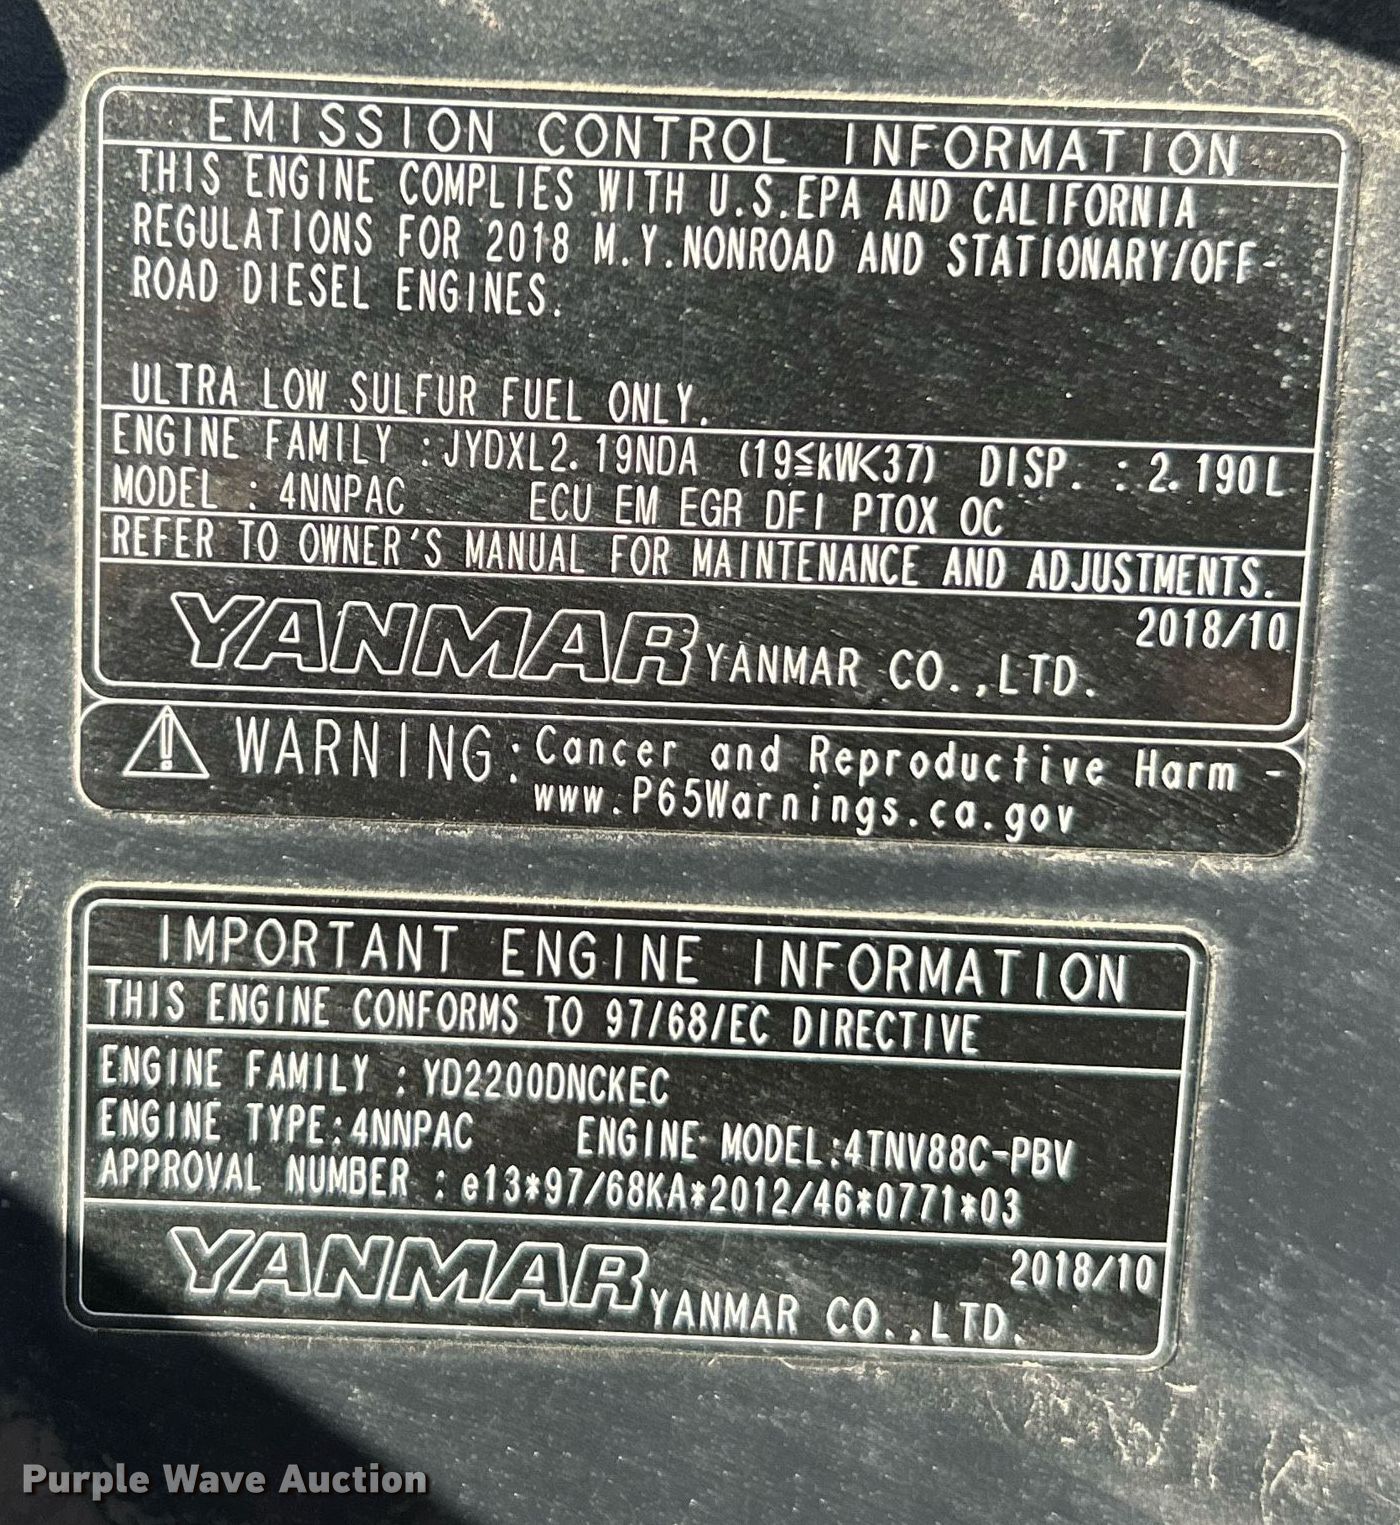 EMISSION CONTROL INFORMATION
THIS ENGINE COMPLIES WITH U.S.EPA AND CALIFORNIA
REGULATIONS FOR 2018 M.Y.NONROAD AND STATIONARY/OFF-
ROAD DIESEL ENGINES.
ULTRA LOW SULFUR FUEL ONLY.
ENGINE FAMILY :JYDXL2.19NDA (19≦kW<37) DISP. :2.190L
MODEL :4NNPAC ECU EM EGR DFI PTOX OC
REFER TO OWNER'S MANUAL FOR MAINTENANCE AND ADJUSTMENTS.
2018/10
YANMAR YANMAR CO.,LTD.
WARNING:Cancer and Reproductive Harm -
www.P65Warnings.ca.gov
IMPORTANT ENGINE INFORMATION
THIS ENGINE CONFORMS TO 97/68/EC DIRECTIVE
ENGINE FAMILY :YD2200DNCKEC
ENGINE TYPE:4NNPAC ENGINE MODEL:4TNV88C-PBV
APPROVAL NUMBER :e13*97/68KA*2012/46*0771*03
2018/10
YANMAR YANMAR CO.,LTD.
Purple Wave Auction